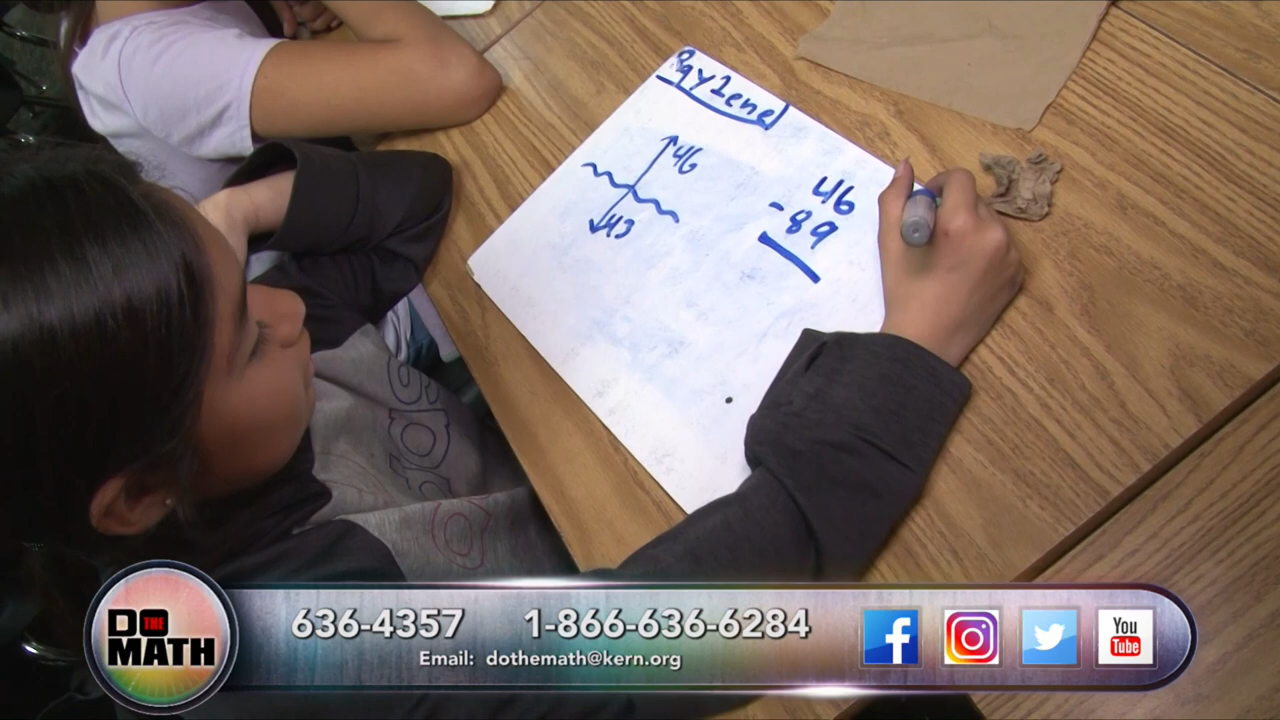 46
43
46
- 89
adidas
DO THE
MATH
636-4357 1-866-636-6284
Email: dothemath@kern.org
f
You
Tube